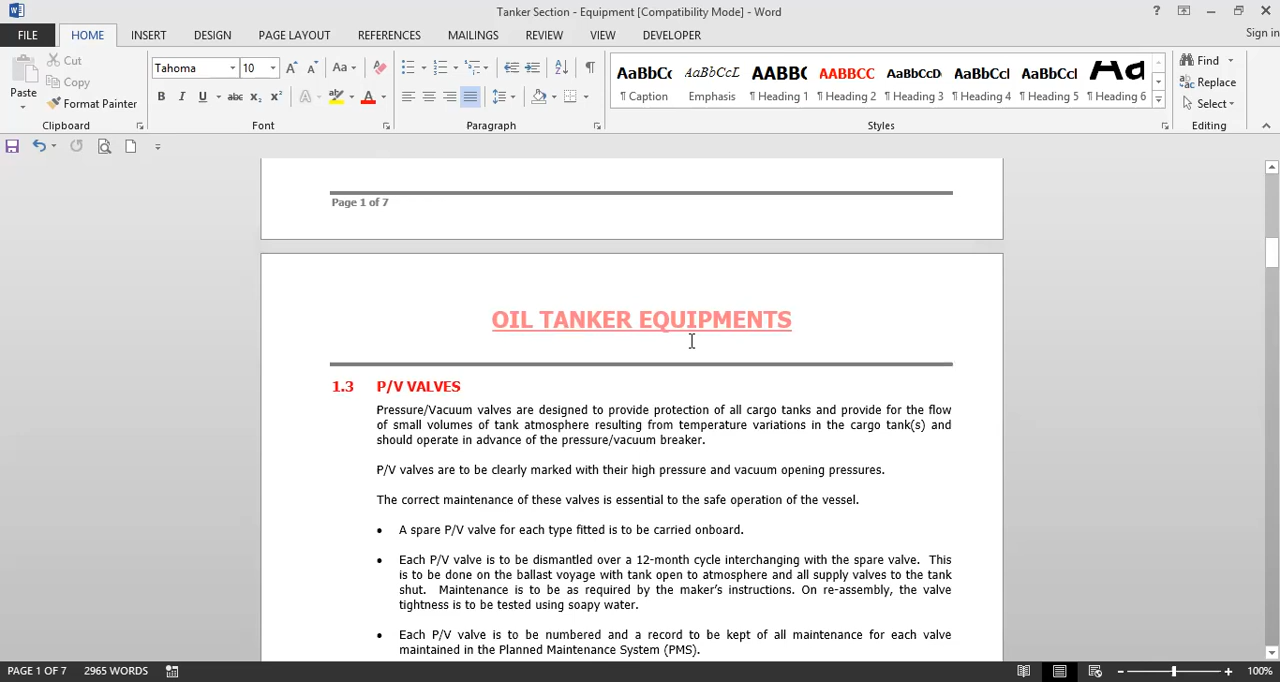 Tanker Section - Equipment [Compatibility Mode] - Word
?
Sign in
FILE HOME INSERT DESIGN PAGE LAYOUT REFERENCES MAILINGS REVIEW VIEW DEVELOPER
Paste
Cut
Copy
Format Painter
Clipboard
Tahoma 10
Aa
B I U abc X₂ X² A A
Font
Paragraph
AaBbCc AaBbCcL AABBC AABBCC AaBbCcD AaBbCcl AaBbCcl Aa
¶ Caption Emphasis ¶ Heading 1 ¶ Heading 2 ¶ Heading 3 ¶ Heading 4 ¶ Heading 5 ¶ Heading 6
Styles
Find
Replace
Select
Editing
Page 1 of 7
OIL TANKER EQUIPMENTS
1.3 P/V VALVES
Pressure/Vacuum valves are designed to provide protection of all cargo tanks and provide for the flow
of small volumes of tank atmosphere resulting from temperature variations in the cargo tank(s) and
should operate in advance of the pressure/vacuum breaker.
P/V valves are to be clearly marked with their high pressure and vacuum opening pressures.
The correct maintenance of these valves is essential to the safe operation of the vessel.
• A spare P/V valve for each type fitted is to be carried onboard.
• Each P/V valve is to be dismantled over a 12-month cycle interchanging with the spare valve. This
is to be done on the ballast voyage with tank open to atmosphere and all supply valves to the tank
shut. Maintenance is to be as required by the maker's instructions. On re-assembly, the valve
tightness is to be tested using soapy water.
• Each P/V valve is to be numbered and a record to be kept of all maintenance for each valve
maintained in the Planned Maintenance System (PMS).
PAGE 1 OF 7 2965 WORDS
100%